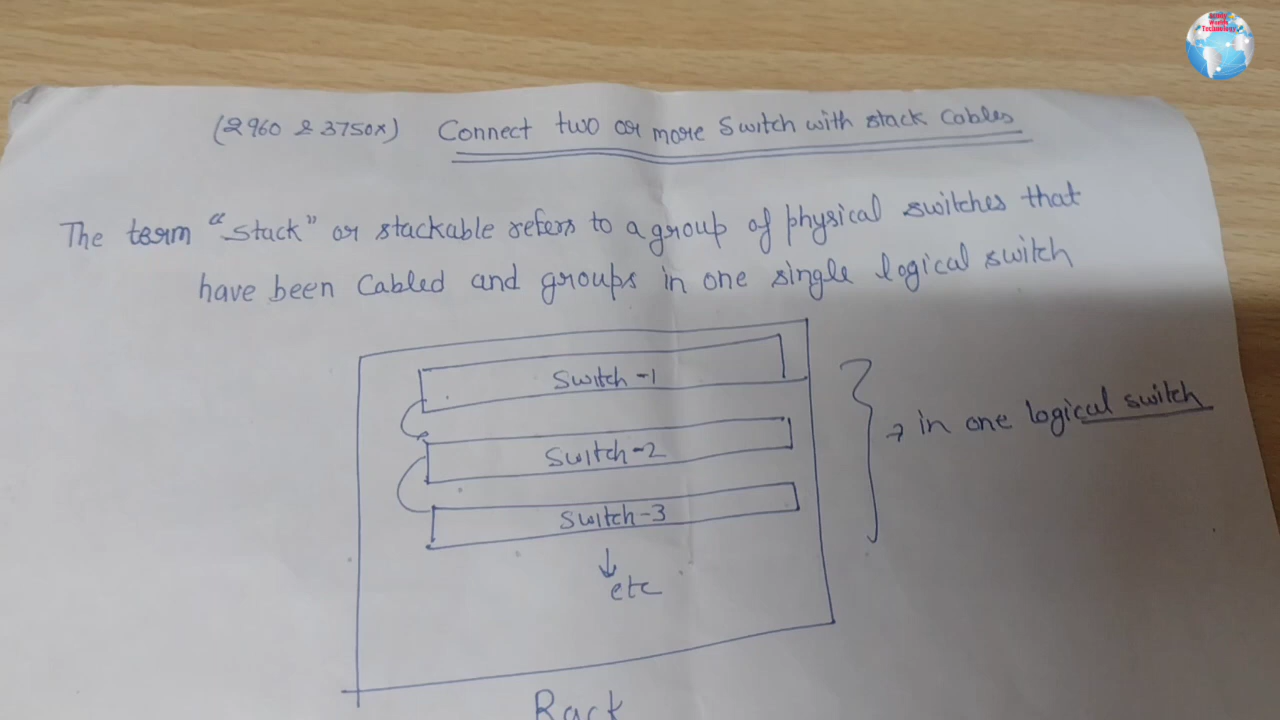 (2960 & 3750x) Connect two or more Switch with stack Cables
The term "stack" or stackable refers to a group of physical switches that
have been Cabled and groups in one single logical switch
Switch-1
Switch-2
Switch-3
→ in one logical switch
↓
etc
Rack
Technology